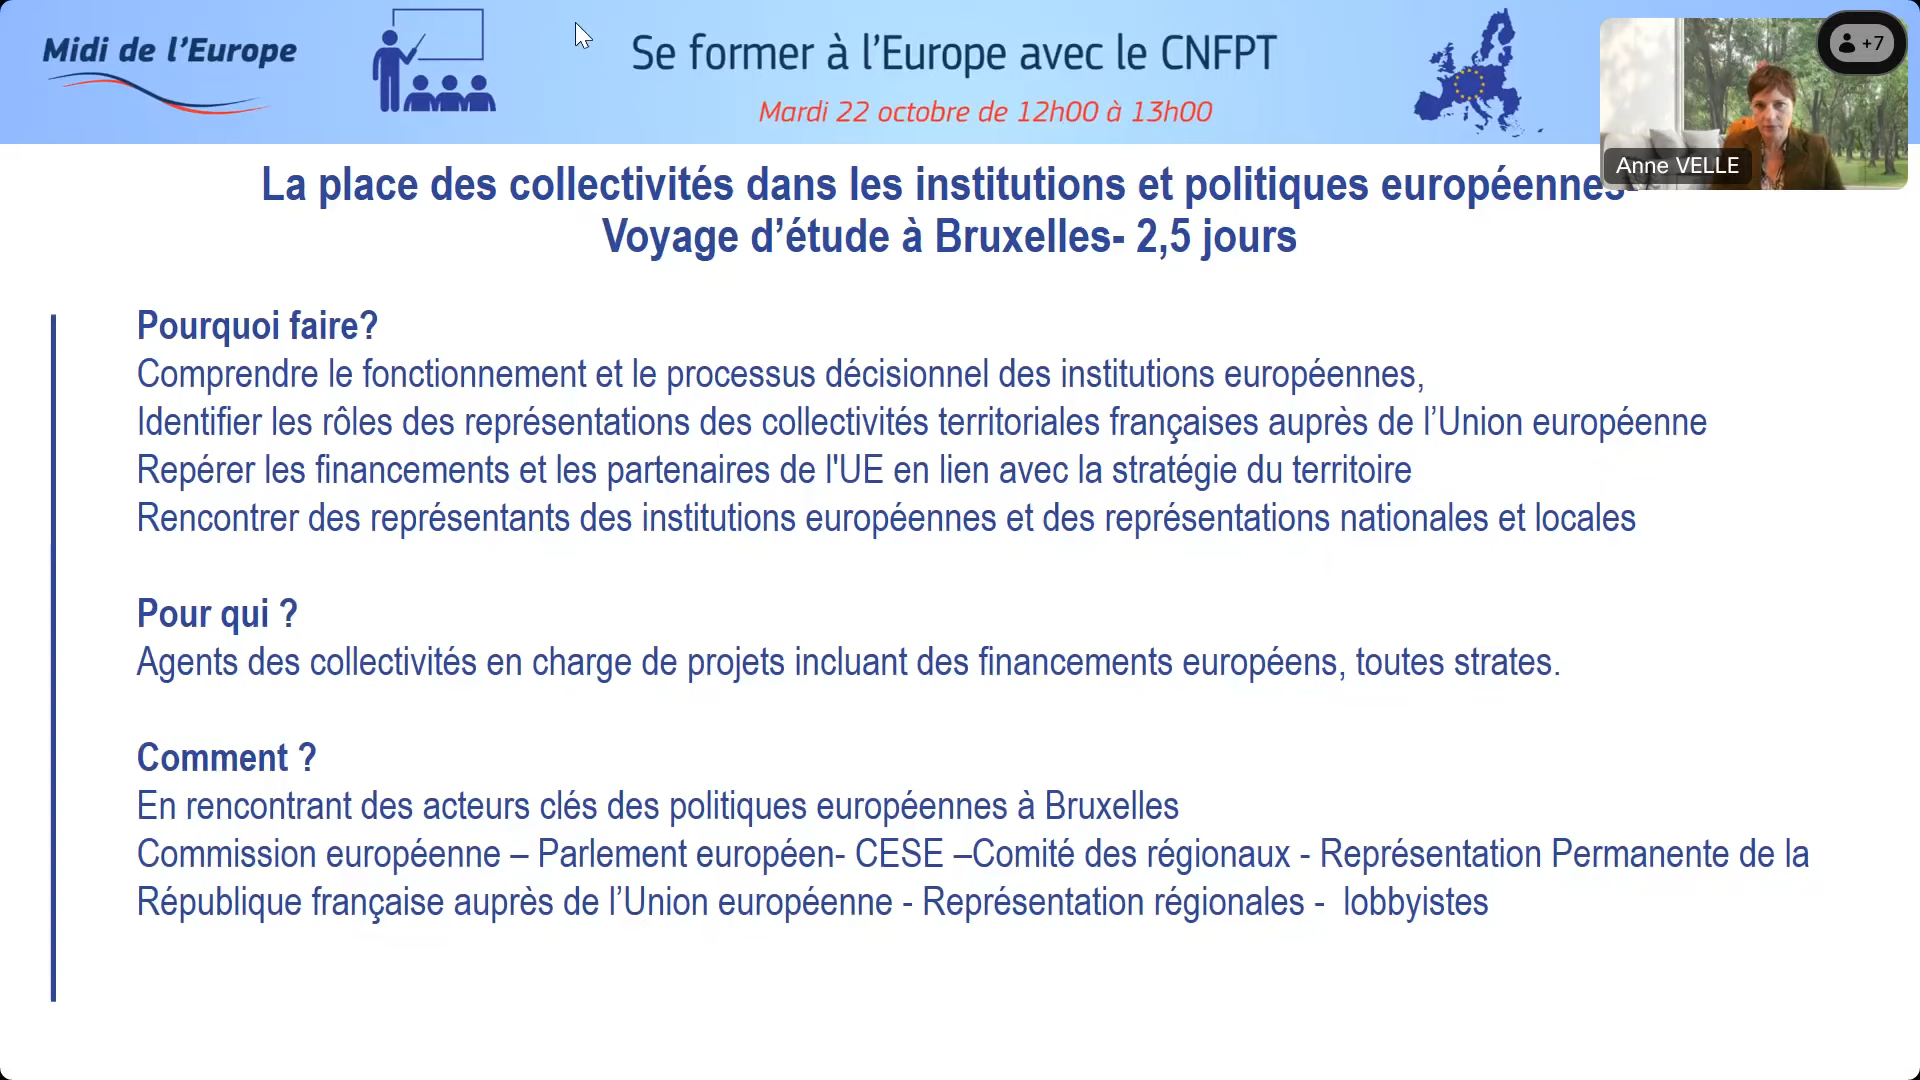 Midi de l’Europe
Se former à l’Europe avec le CNFPT
Mardi 22 octobre de 12h00 à 13h00
+7
Anne VELLE
La place des collectivités dans les institutions et politiques européennes-
Voyage d’étude à Bruxelles- 2,5 jours
Pourquoi faire?
Comprendre le fonctionnement et le processus décisionnel des institutions européennes,
Identifier les rôles des représentations des collectivités territoriales françaises auprès de l’Union européenne
Repérer les financements et les partenaires de l'UE en lien avec la stratégie du territoire
Rencontrer des représentants des institutions européennes et des représentations nationales et locales
Pour qui ?
Agents des collectivités en charge de projets incluant des financements européens, toutes strates.
Comment ?
En rencontrant des acteurs clés des politiques européennes à Bruxelles
Commission européenne – Parlement européen- CESE –Comité des régionaux - Représentation Permanente de la
République française auprès de l’Union européenne - Représentation régionales -  lobbyistes